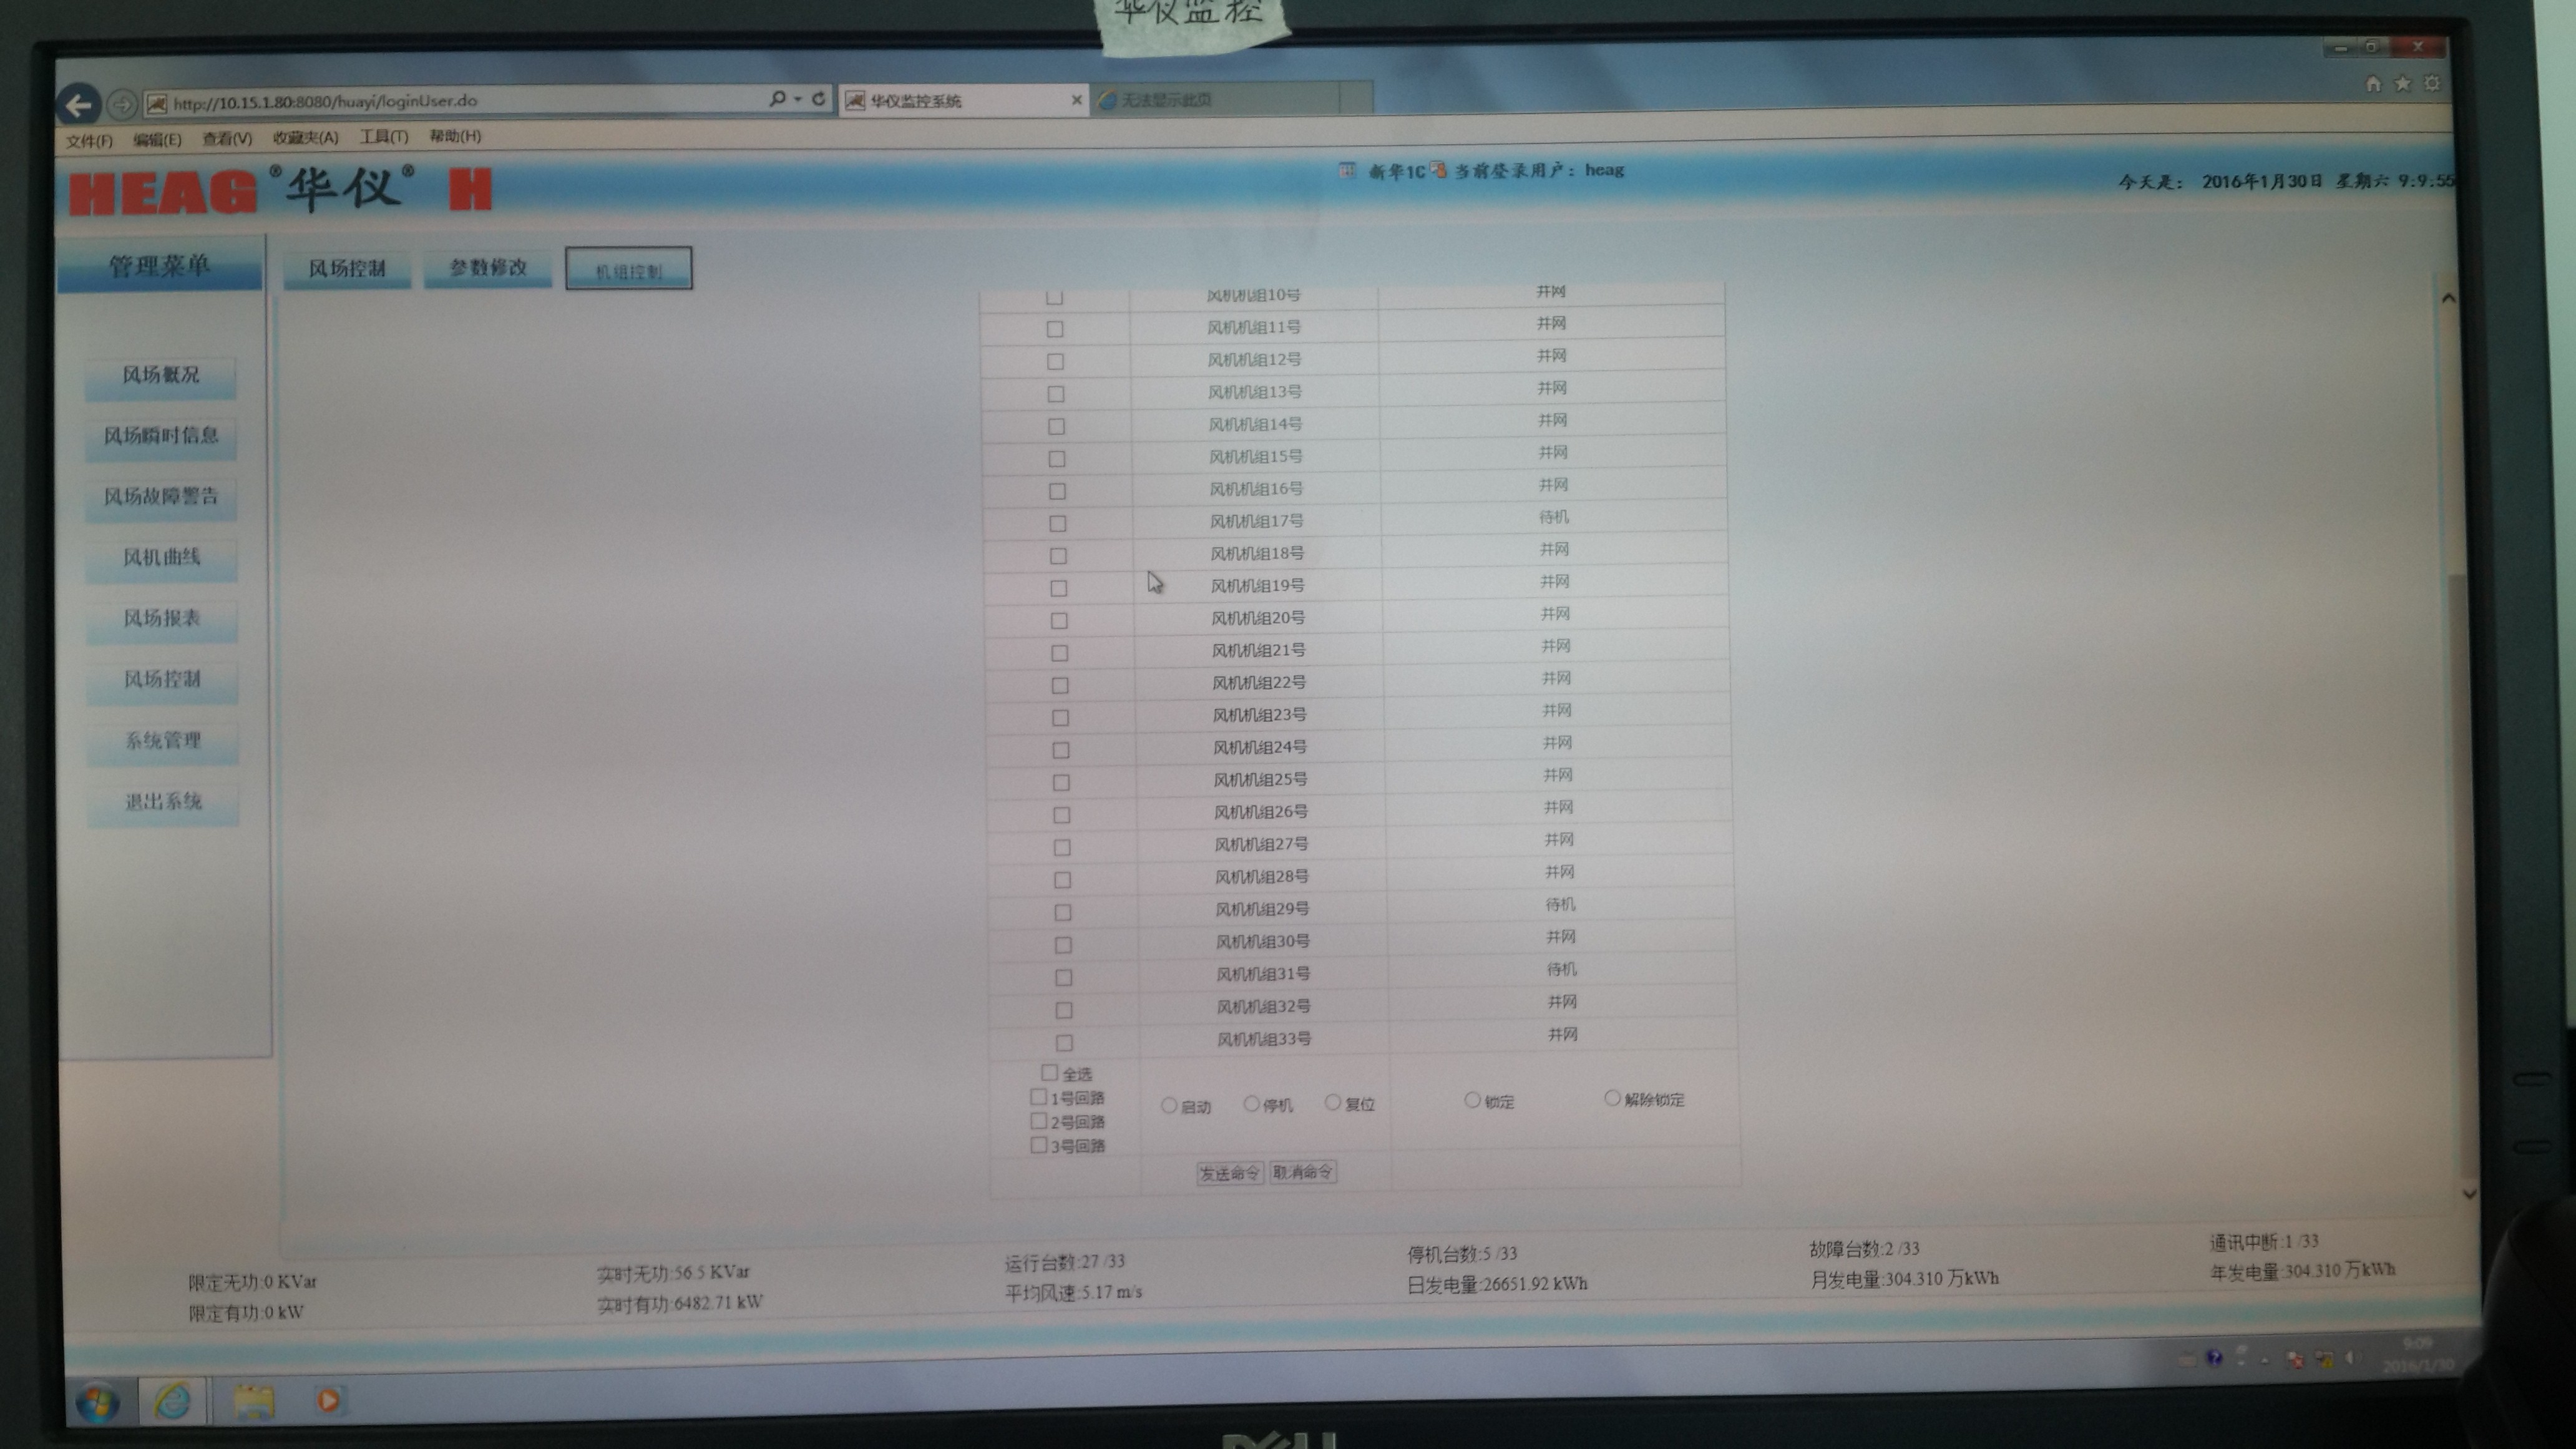 华仪监控
http://10.15.1.80:8080/huayi/loginUser.do
华仪监控系统
无法显示此页
文件(F) 编辑(E) 查看(V) 收藏夹(A) 工具(T) 帮助(H)
HEAG®华仪® H
新华1C 当前登录用户：heag
今天是： 2016年1月30日 星期六 9:9:55
管理菜单
风场控制 参数修改 机组控制
风场概况
风场瞬时信息
风场故障警告
风机曲线
风场报表
风场控制
系统管理
退出系统
风机机组10号 并网
风机机组11号 并网
风机机组12号 并网
风机机组13号 并网
风机机组14号 并网
风机机组15号 并网
风机机组16号 并网
风机机组17号 待机
风机机组18号 并网
风机机组19号 并网
风机机组20号 并网
风机机组21号 并网
风机机组22号 并网
风机机组23号 并网
风机机组24号 并网
风机机组25号 并网
风机机组26号 并网
风机机组27号 并网
风机机组28号 并网
风机机组29号 待机
风机机组30号 并网
风机机组31号 待机
风机机组32号 并网
风机机组33号 并网
全选
1号回路
2号回路
3号回路
启动 停机 复位 锁定 解除锁定
发送命令 取消命令
限定无功:0 KVar 实时无功:56.5 KVar 运行台数:27 /33 停机台数:5 /33 故障台数:2 /33 通讯中断:1 /33
限定有功:0 kW 实时有功:6482.71 kW 平均风速:5.17 m/s 日发电量:26651.92 kWh 月发电量:304.310 万kWh 年发电量:304.310 万kWh
9:09
2016/1/30
DELL